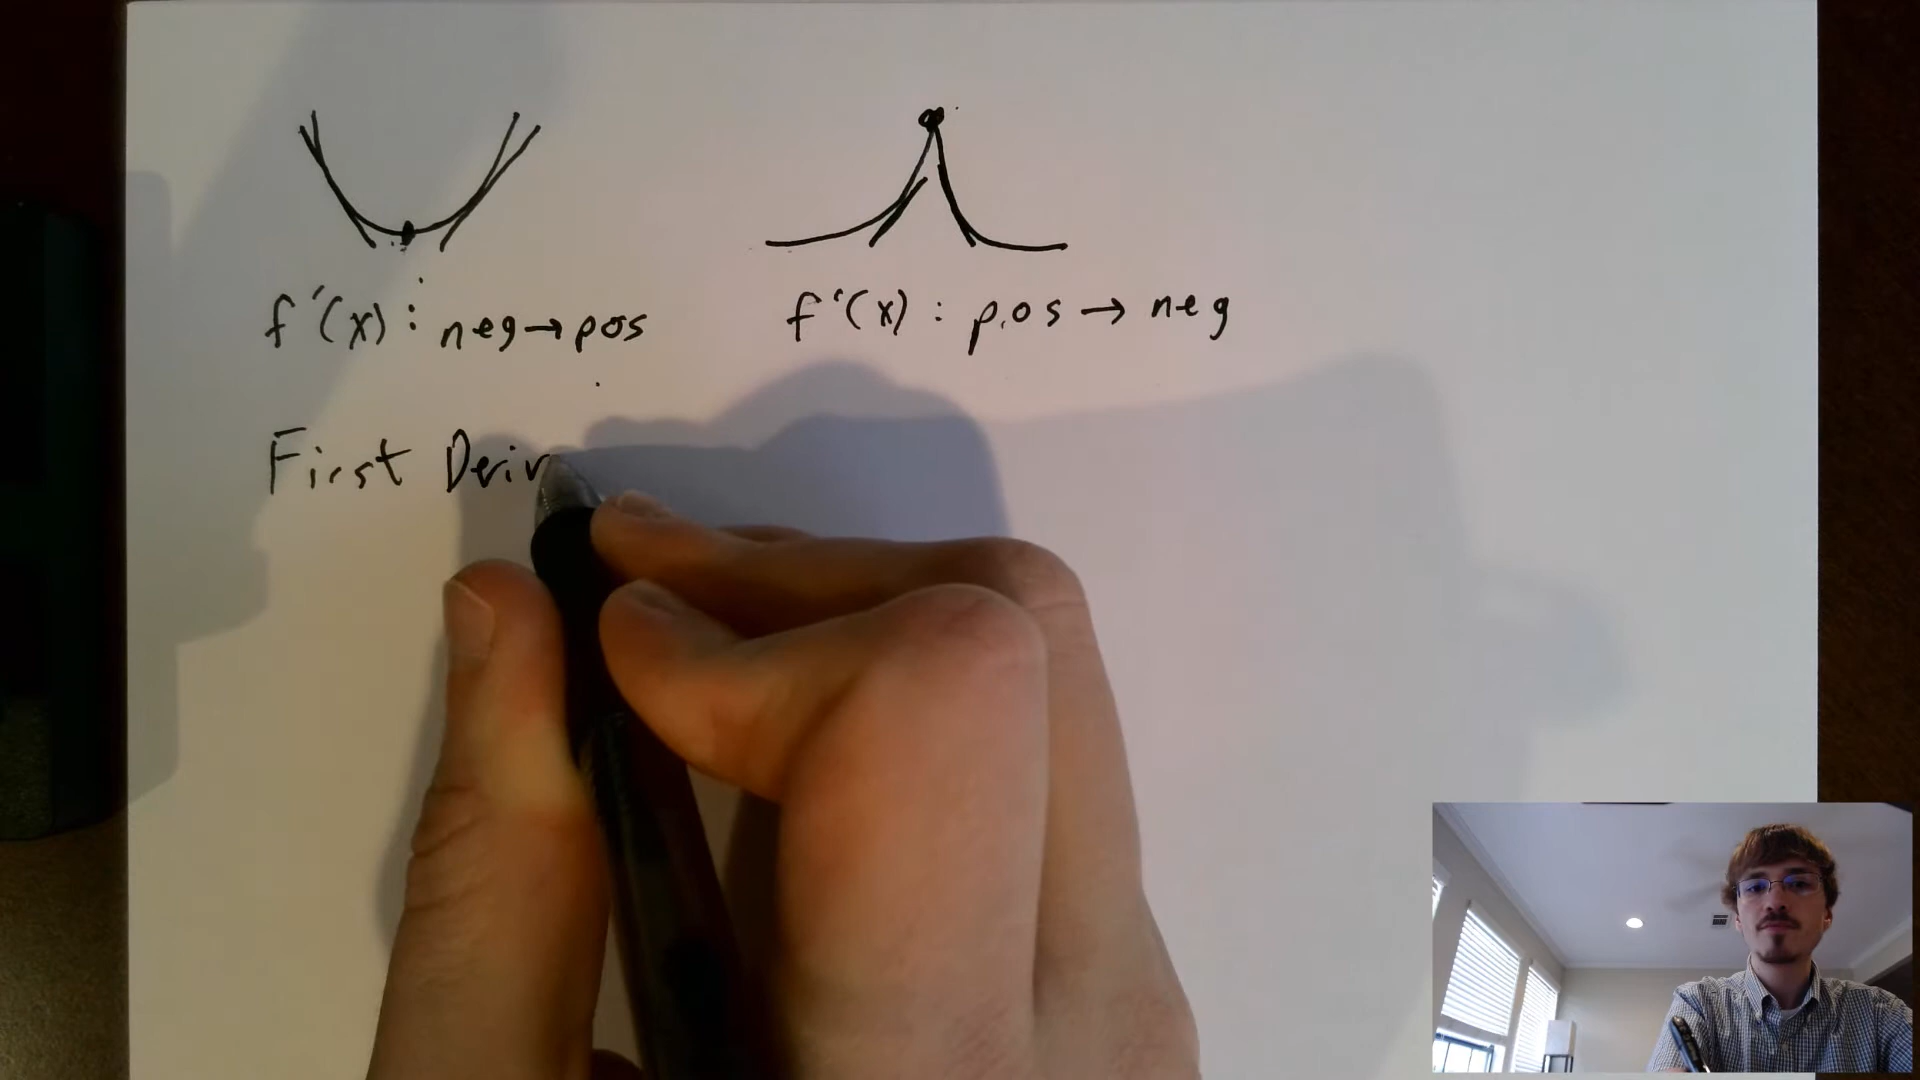 f'(x): neg→pos
f'(x): pos→neg
First Deriv